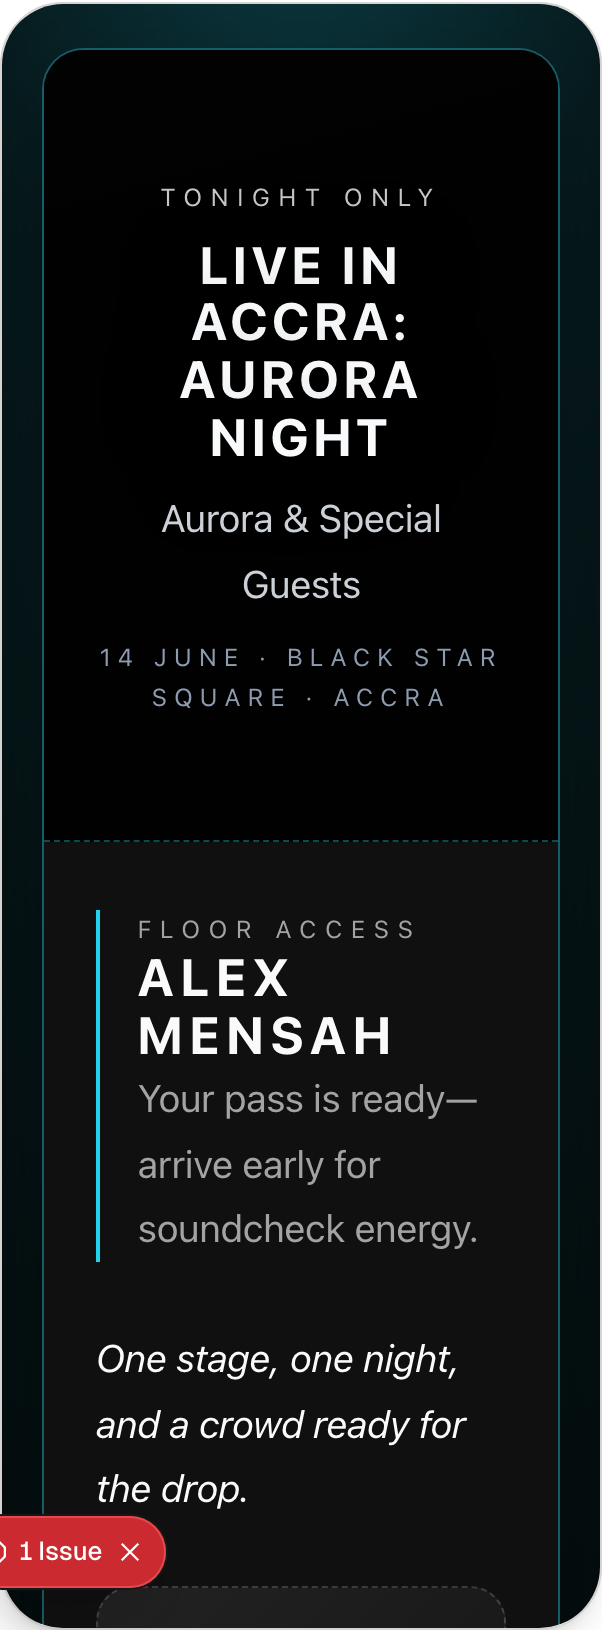 TONIGHT ONLY
LIVE IN
ACCRA:
AURORA
NIGHT
Aurora & Special
Guests
14 JUNE · BLACK STAR
SQUARE · ACCRA
FLOOR ACCESS
ALEX
MENSAH
Your pass is ready—
arrive early for
soundcheck energy.
One stage, one night,
and a crowd ready for
the drop.
1 Issue